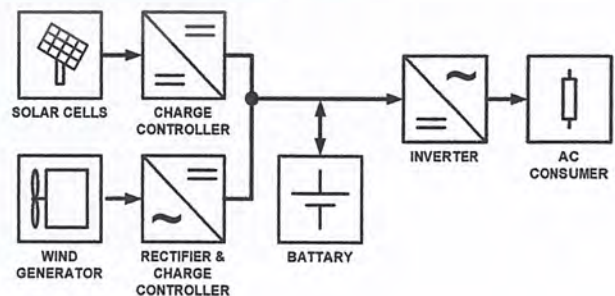 SOLAR CELLS
CHARGE
CONTROLLER
INVERTER
AC
CONSUMER
WIND
GENERATOR
RECTIFIER &
CHARGE
CONTROLLER
BATTARY